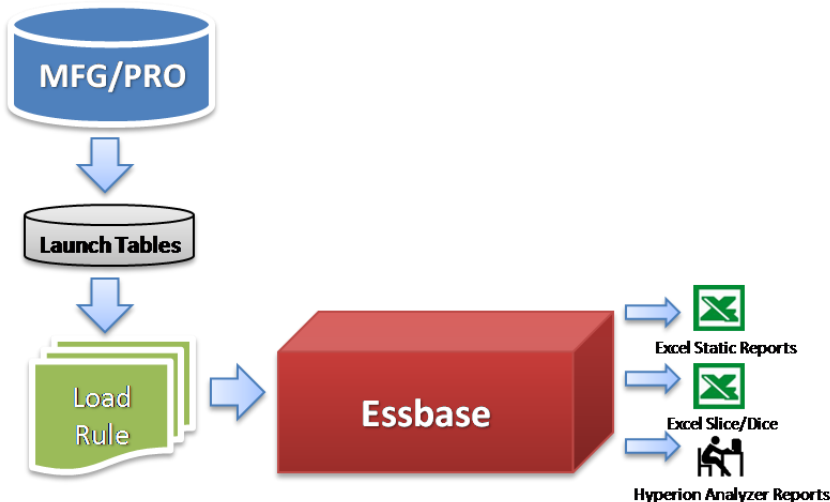 MFG/PRO
Launch Tables
Load
Rule
Essbase
Excel Static Reports
Excel Slice/Dice
Hyperion Analyzer Reports